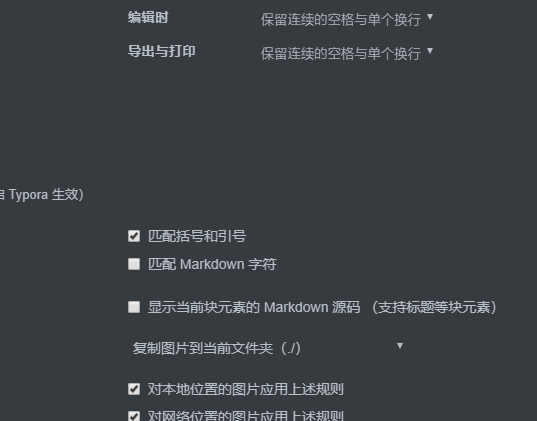 编辑时 保留连续的空格与单个换行
导出与打印 保留连续的空格与单个换行
Typora 生效）
匹配括号和引号
匹配 Markdown 字符
显示当前块元素的 Markdown 源码 （支持标题等块元素）
复制图片到当前文件夹（./）
对本地位置的图片应用上述规则
对网络位置的图片应用上述规则